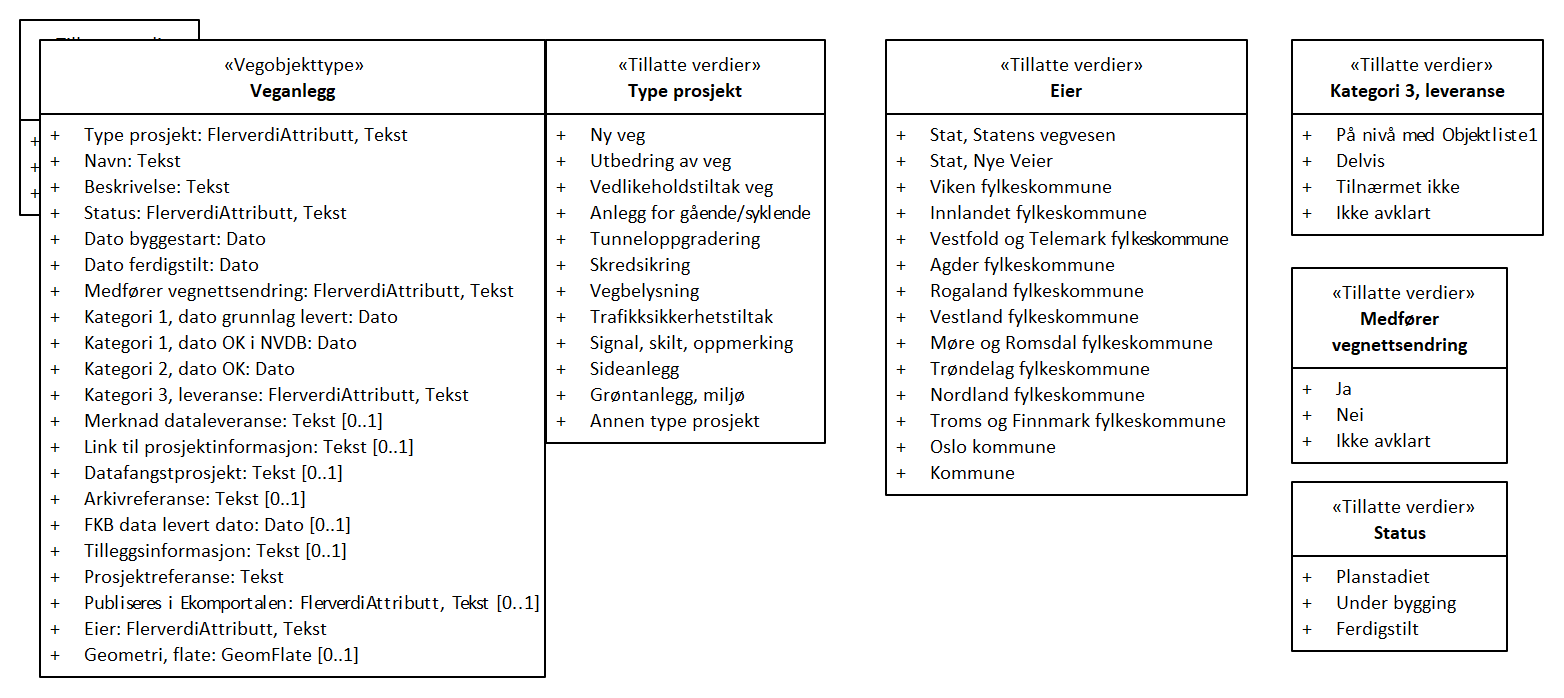 «Vegobjekttype»
Veganlegg
+ Type prosjekt: FlerverdiAttributt, Tekst
+ Navn: Tekst
+ Beskrivelse: Tekst
+ Status: FlerverdiAttributt, Tekst
+ Dato byggestart: Dato
+ Dato ferdigstilt: Dato
+ Medfører vegnettsendring: FlerverdiAttributt, Tekst
+ Kategori 1, dato grunnlag levert: Dato
+ Kategori 1, dato OK i NVDB: Dato
+ Kategori 2, dato OK: Dato
+ Kategori 3, leveranse: FlerverdiAttributt, Tekst
+ Merknad dataleveranse: Tekst [0..1]
+ Link til prosjektinformasjon: Tekst [0..1]
+ Datafangstprosjekt: Tekst [0..1]
+ Arkivreferanse: Tekst [0..1]
+ FKB data levert dato: Dato [0..1]
+ Tilleggsinformasjon: Tekst [0..1]
+ Prosjektreferanse: Tekst
+ Publiseres i Ekomportalen: FlerverdiAttributt, Tekst [0..1]
+ Eier: FlerverdiAttributt, Tekst
+ Geometri, flate: GeomFlate [0..1]
«Tillatte verdier»
Type prosjekt
+ Ny veg
+ Utbedring av veg
+ Vedlikeholdstiltak veg
+ Anlegg for gående/syklende
+ Tunneloppgradering
+ Skredsikring
+ Vegbelysning
+ Trafikksikkerhetstiltak
+ Signal, skilt, oppmerking
+ Sideanlegg
+ Grøntanlegg, miljø
+ Annen type prosjekt
«Tillatte verdier»
Eier
+ Stat, Statens vegvesen
+ Stat, Nye Veier
+ Viken fylkeskommune
+ Innlandet fylkeskommune
+ Vestfold og Telemark fylkeskommune
+ Agder fylkeskommune
+ Rogaland fylkeskommune
+ Vestland fylkeskommune
+ Møre og Romsdal fylkeskommune
+ Trøndelag fylkeskommune
+ Nordland fylkeskommune
+ Troms og Finnmark fylkeskommune
+ Oslo kommune
+ Kommune
«Tillatte verdier»
Kategori 3, leveranse
+ På nivå med Objektliste1
+ Delvis
+ Tilnærmet ikke
+ Ikke avklart
«Tillatte verdier»
Medfører
vegnettsendring
+ Ja
+ Nei
+ Ikke avklart
«Tillatte verdier»
Status
+ Planstadiet
+ Under bygging
+ Ferdigstilt